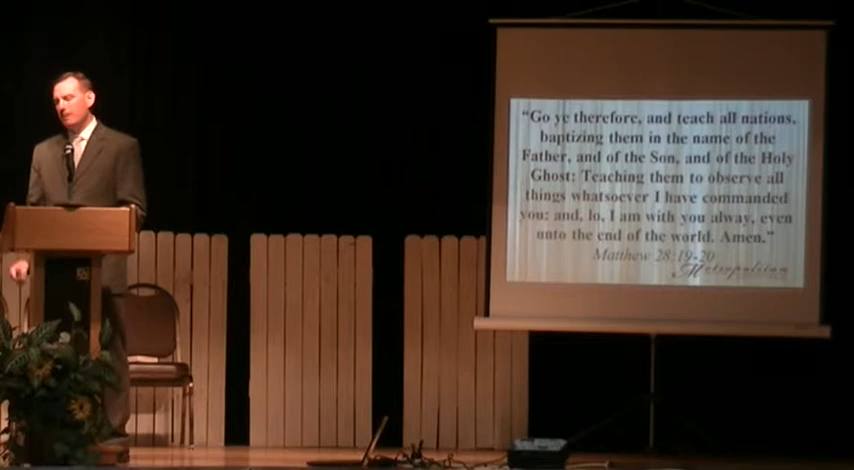 “Go ye therefore, and teach all nations,
baptizing them in the name of the
Father, and of the Son, and of the Holy
Ghost: Teaching them to observe all
things whatsoever I have commanded
you: and, lo, I am with you alway, even
unto the end of the world. Amen.”
Matthew 28:19-20
Metropolitan